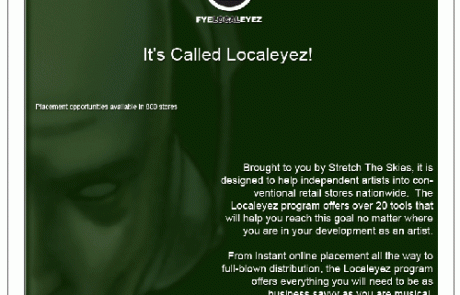 FYELOCALEYEZ
It's Called Localeyez!
Placement opportunities available in 800 stores
Brought to you by Stretch The Skies, it is
designed to help independent artists into con-
ventional retail stores nationwide. The
Localeyez program offers over 20 tools that
will help you reach this goal no matter where
you are in your development as an artist.
From Instant online placement all the way to
full-blown distribution, the Localeyez program
offers everything you will need to be as
business savvy as you are musical.